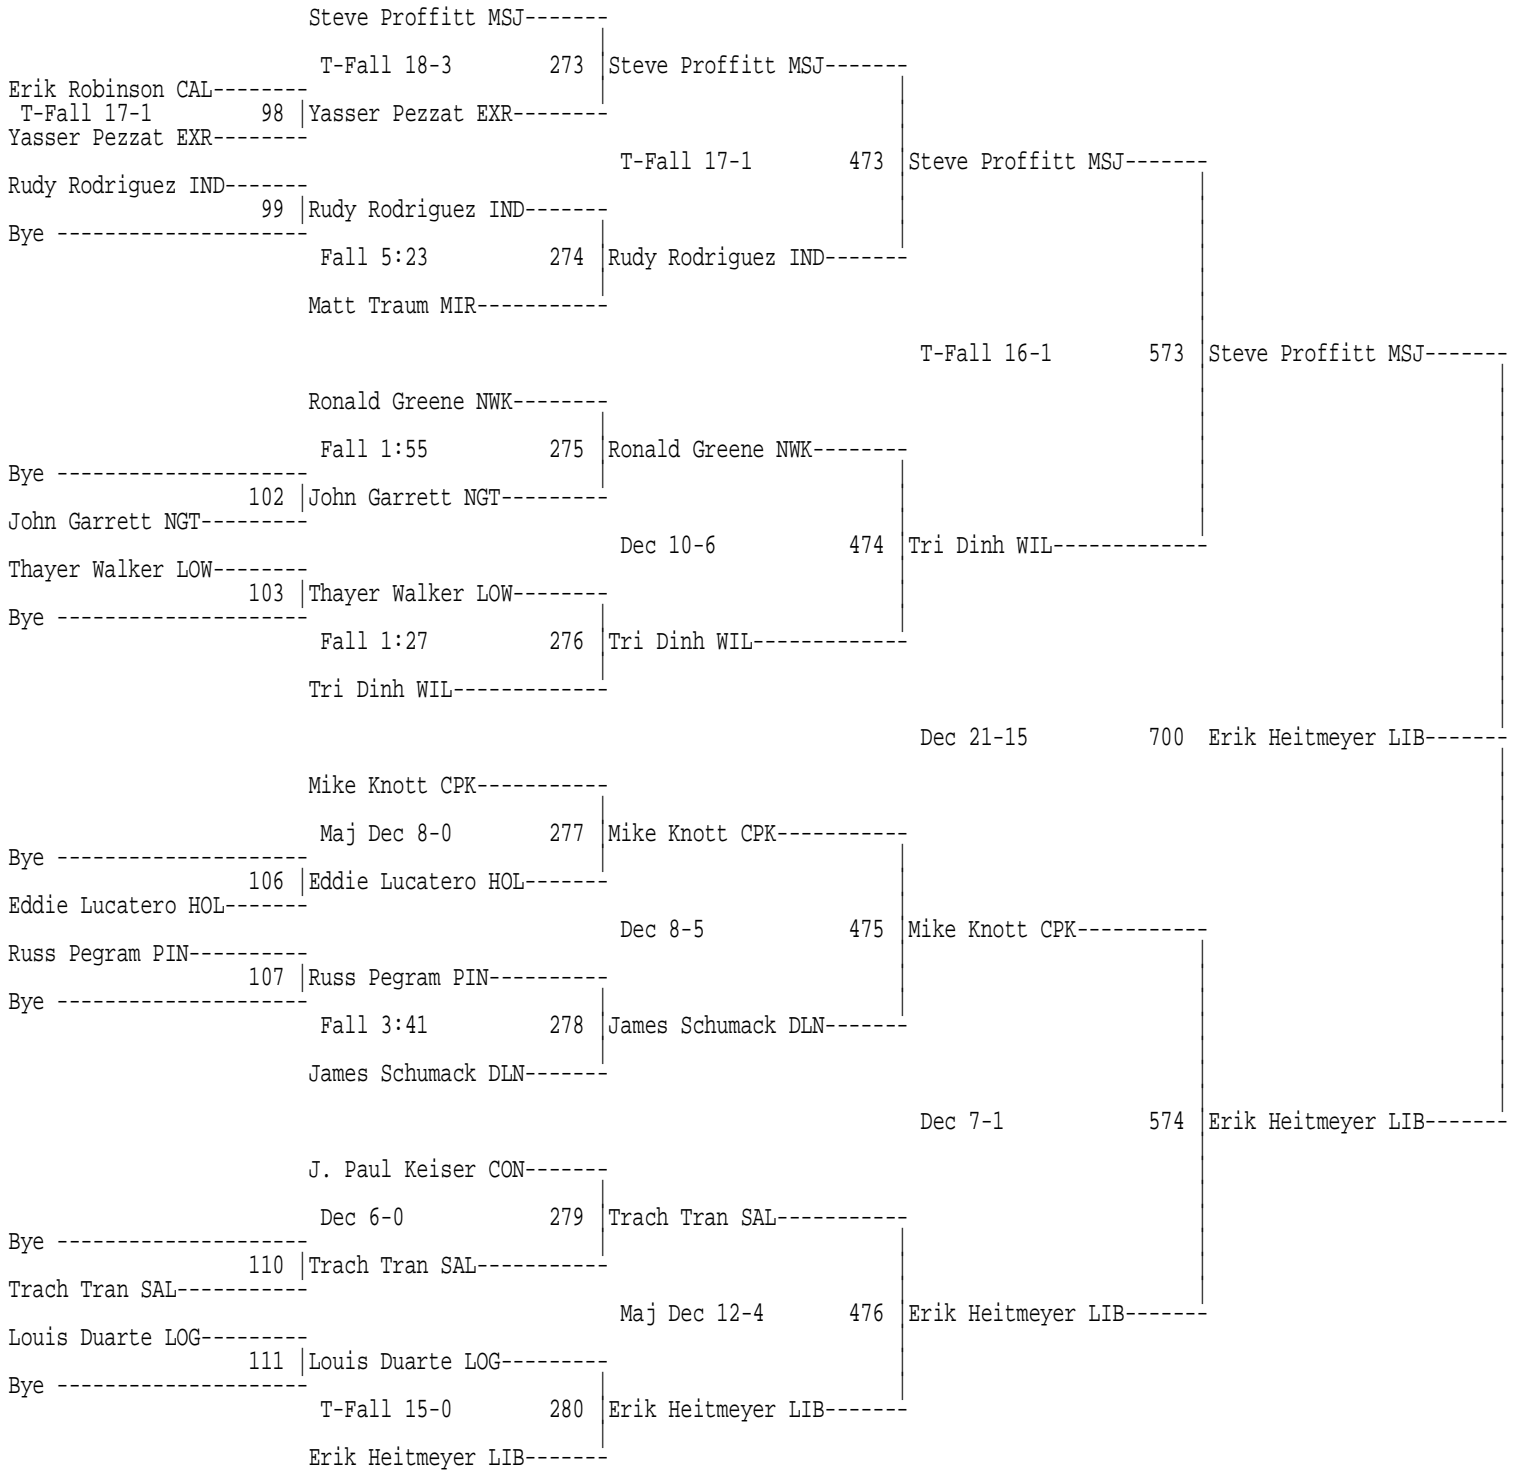 Steve Proffitt MSJ-------
T-Fall 18-3 273 |Steve Proffitt MSJ-------
Erik Robinson CAL--------
T-Fall 17-1 98 |Yasser Pezzat EXR--------
Yasser Pezzat EXR--------
T-Fall 17-1 473 |Steve Proffitt MSJ-------
Rudy Rodriguez IND-------
99 |Rudy Rodriguez IND-------
Bye ---------------------
Fall 5:23 274 |Rudy Rodriguez IND-------
Matt Traum MIR-----------
T-Fall 16-1 573 |Steve Proffitt MSJ-------
Ronald Greene NWK--------
Fall 1:55 275 |Ronald Greene NWK--------
Bye ---------------------
102 |John Garrett NGT---------
John Garrett NGT---------
Dec 10-6 474 |Tri Dinh WIL-------------
Thayer Walker LOW--------
103 |Thayer Walker LOW--------
Bye ---------------------
Fall 1:27 276 |Tri Dinh WIL-------------
Tri Dinh WIL-------------
Dec 21-15 700 Erik Heitmeyer LIB-------
Mike Knott CPK-----------
Maj Dec 8-0 277 |Mike Knott CPK-----------
Bye ---------------------
106 |Eddie Lucatero HOL-------
Eddie Lucatero HOL-------
Dec 8-5 475 |Mike Knott CPK-----------
Russ Pegram PIN----------
107 |Russ Pegram PIN----------
Bye ---------------------
Fall 3:41 278 |James Schumack DLN-------
James Schumack DLN-------
Dec 7-1 574 |Erik Heitmeyer LIB-------
J. Paul Keiser CON-------
Dec 6-0 279 |Trach Tran SAL-----------
Bye ---------------------
110 |Trach Tran SAL-----------
Trach Tran SAL-----------
Maj Dec 12-4 476 |Erik Heitmeyer LIB-------
Louis Duarte LOG---------
111 |Louis Duarte LOG---------
Bye ---------------------
T-Fall 15-0 280 |Erik Heitmeyer LIB-------
Erik Heitmeyer LIB-------